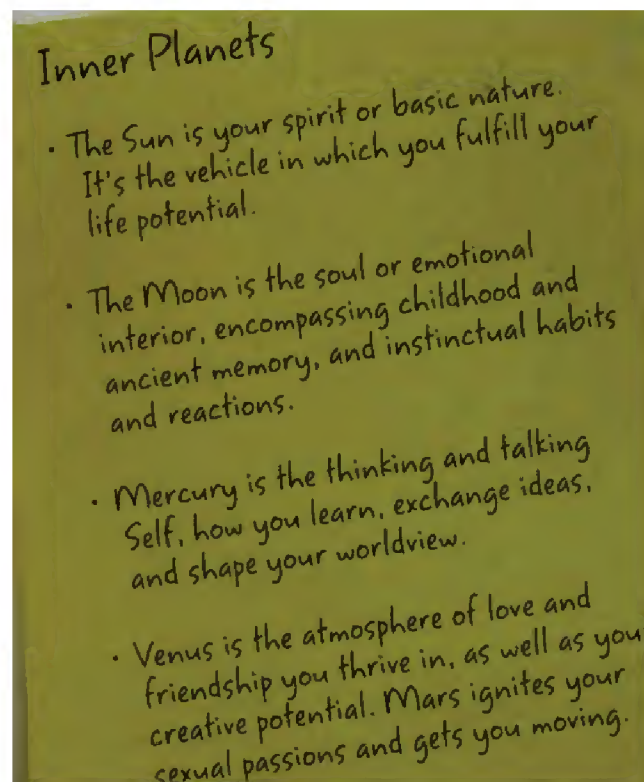 Inner Planets
· The Sun is your spirit or basic nature.
It's the vehicle in which you fulfill your
life potential.
· The Moon is the soul or emotional
interior, encompassing childhood and
ancient memory, and instinctual habits
and reactions.
· Mercury is the thinking and talking
Self, how you learn, exchange ideas,
and shape your worldview.
· Venus is the atmosphere of love and
friendship you thrive in, as well as you
creative potential. Mars ignites your
sexual passions and gets you moving.